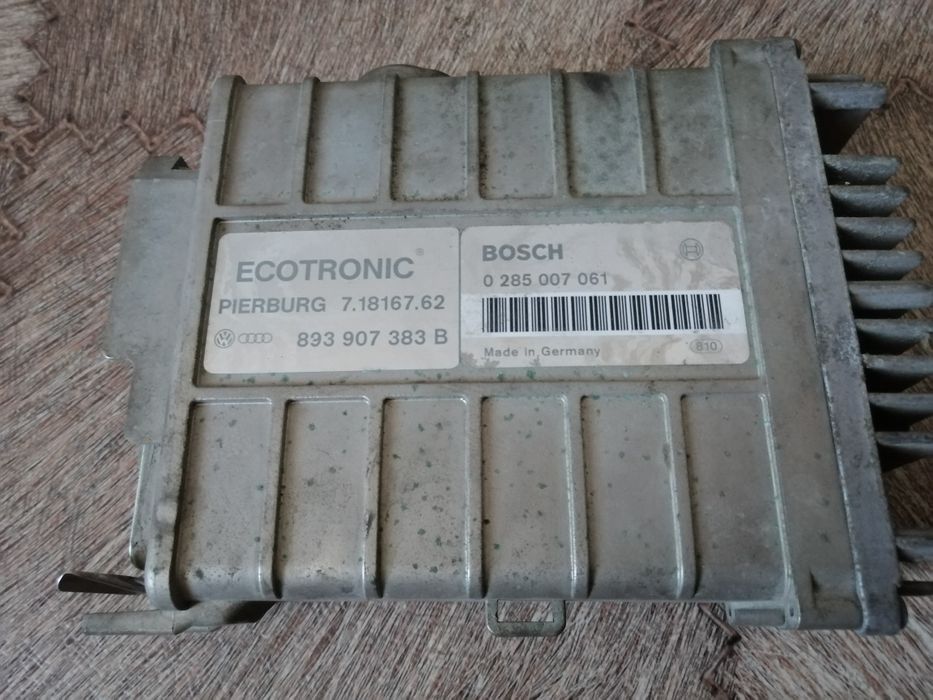 ECOTRONIC®
PIERBURG 7.18167.62
893 907 383 B
BOSCH
0 285 007 061
Made in Germany
810